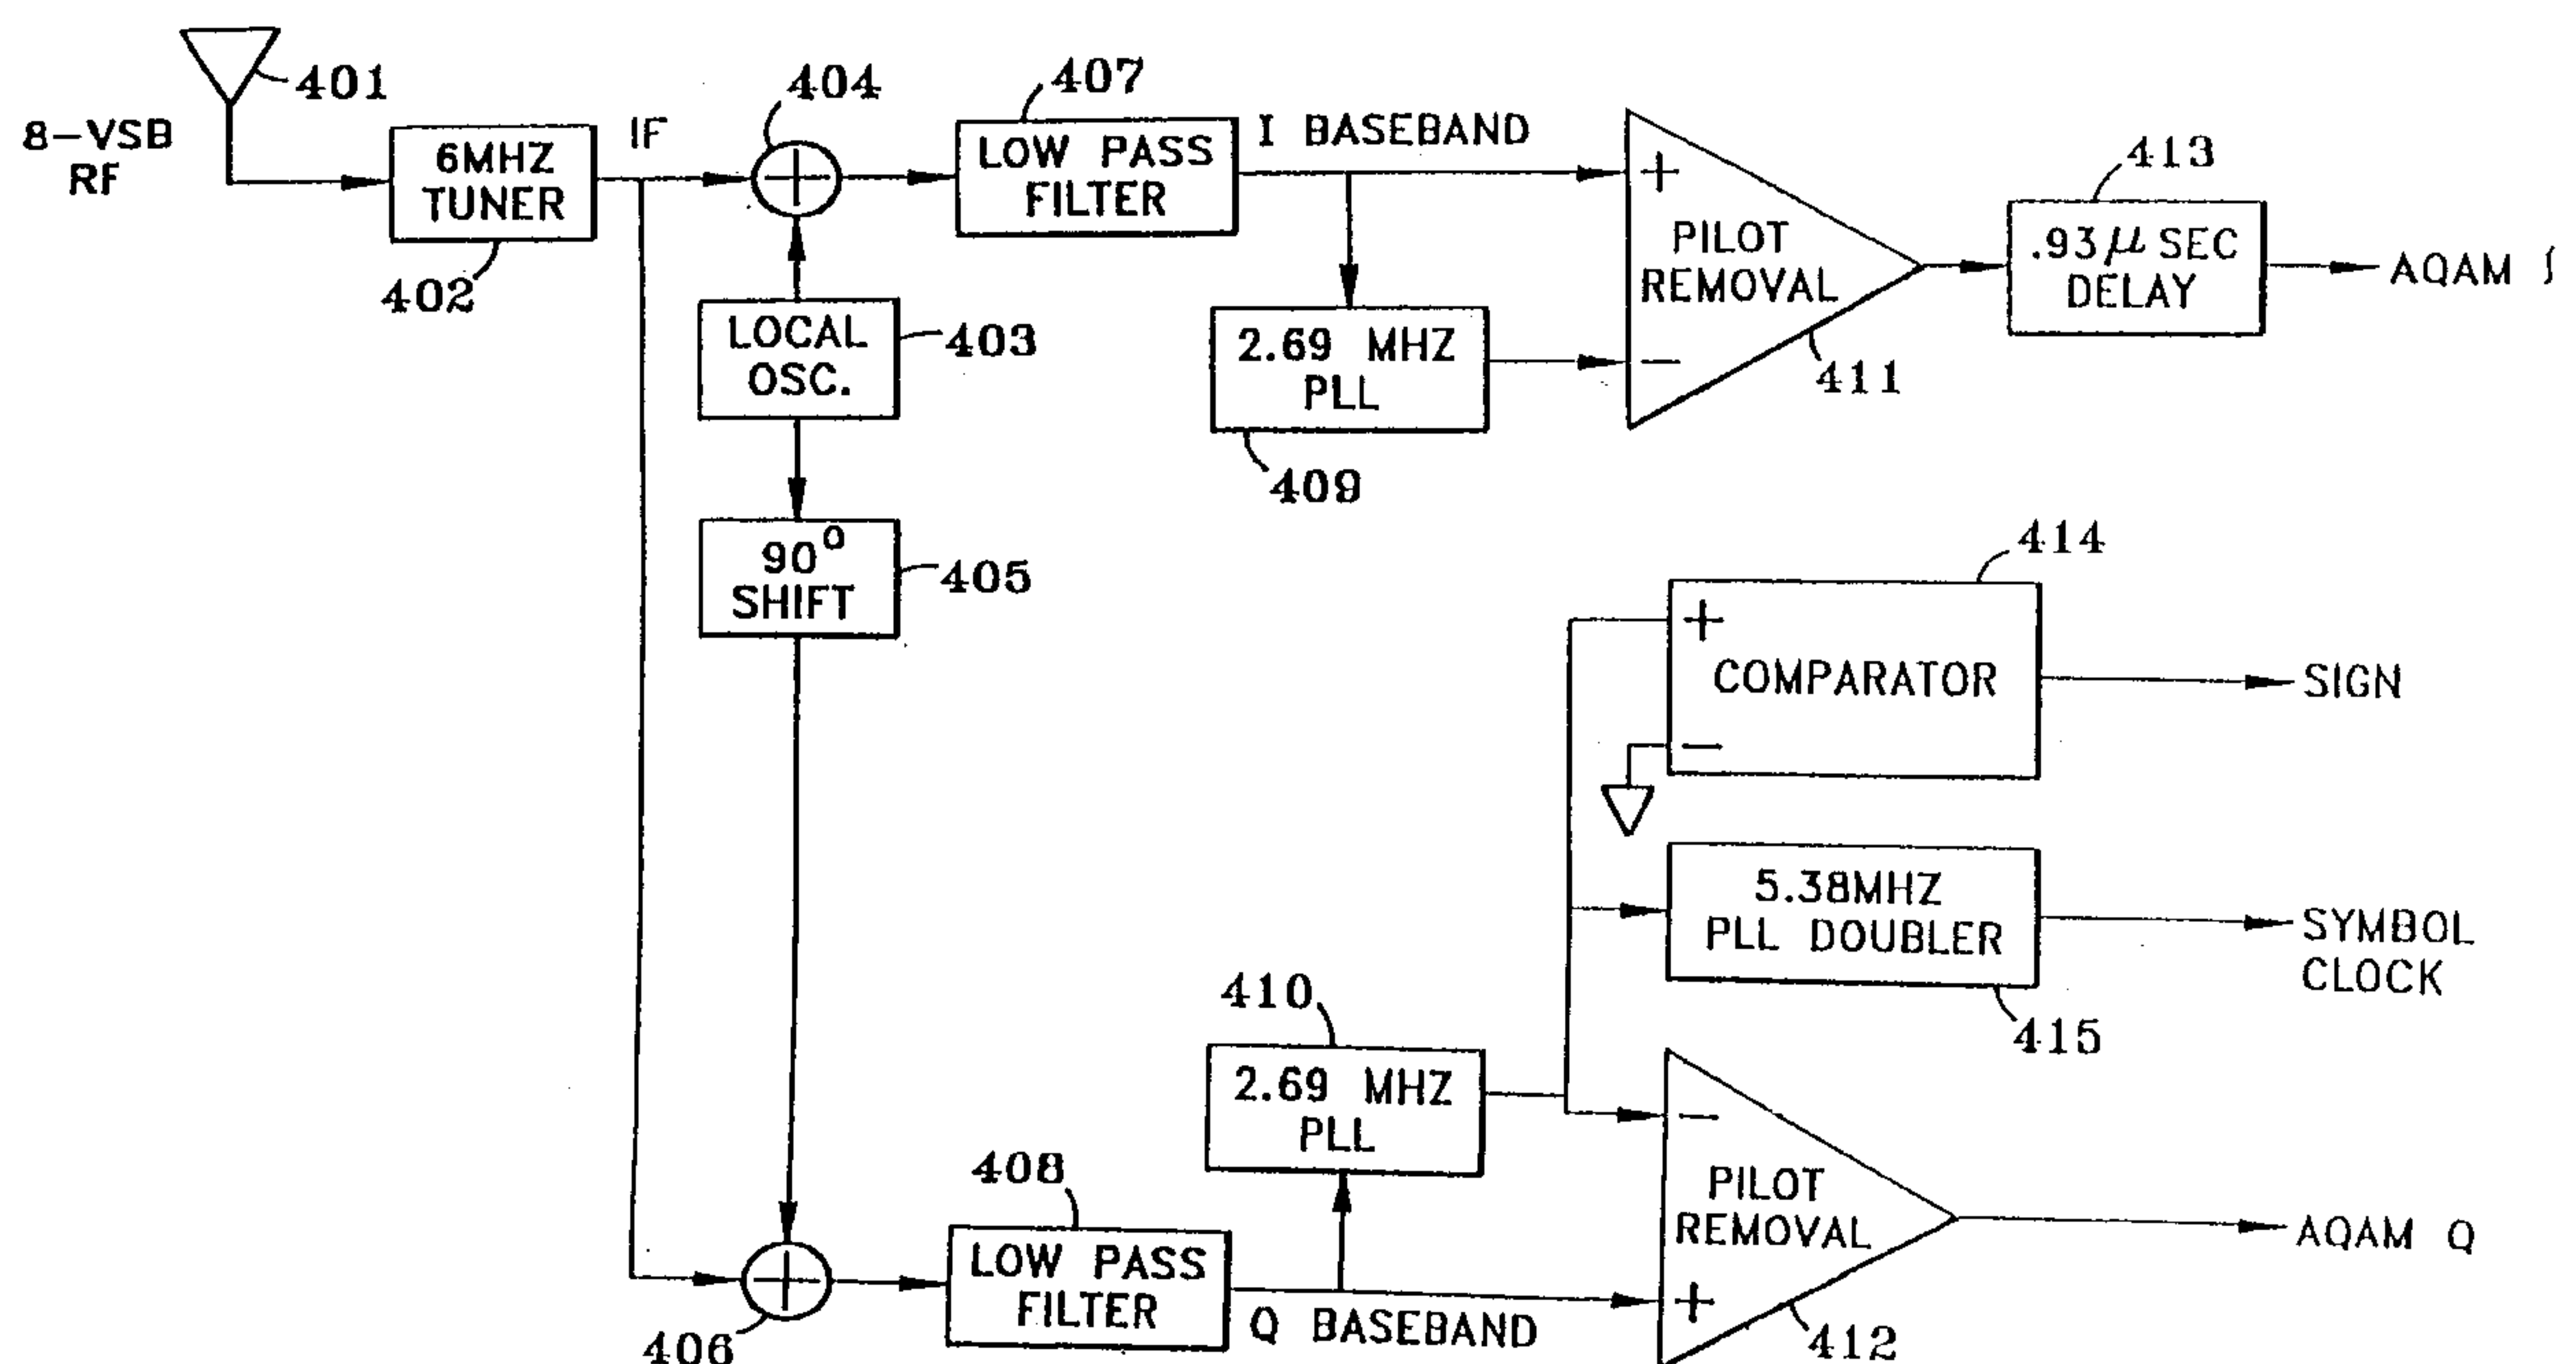 401
8-VSB
RF
6MHZ
TUNER
402
IF
404
LOCAL
OSC.
403
90°
SHIFT
405
406
407
LOW PASS
FILTER
I BASEBAND
2.69 MHZ
PLL
409
+
−
PILOT
REMOVAL
411
413
.93μ SEC
DELAY
AQAM
414
+
COMPARATOR
−
SIGN
5.38MHZ
PLL DOUBLER
415
SYMBOL
CLOCK
410
2.69 MHZ
PLL
408
LOW PASS
FILTER
Q BASEBAND
−
PILOT
REMOVAL
+
412
AQAM Q